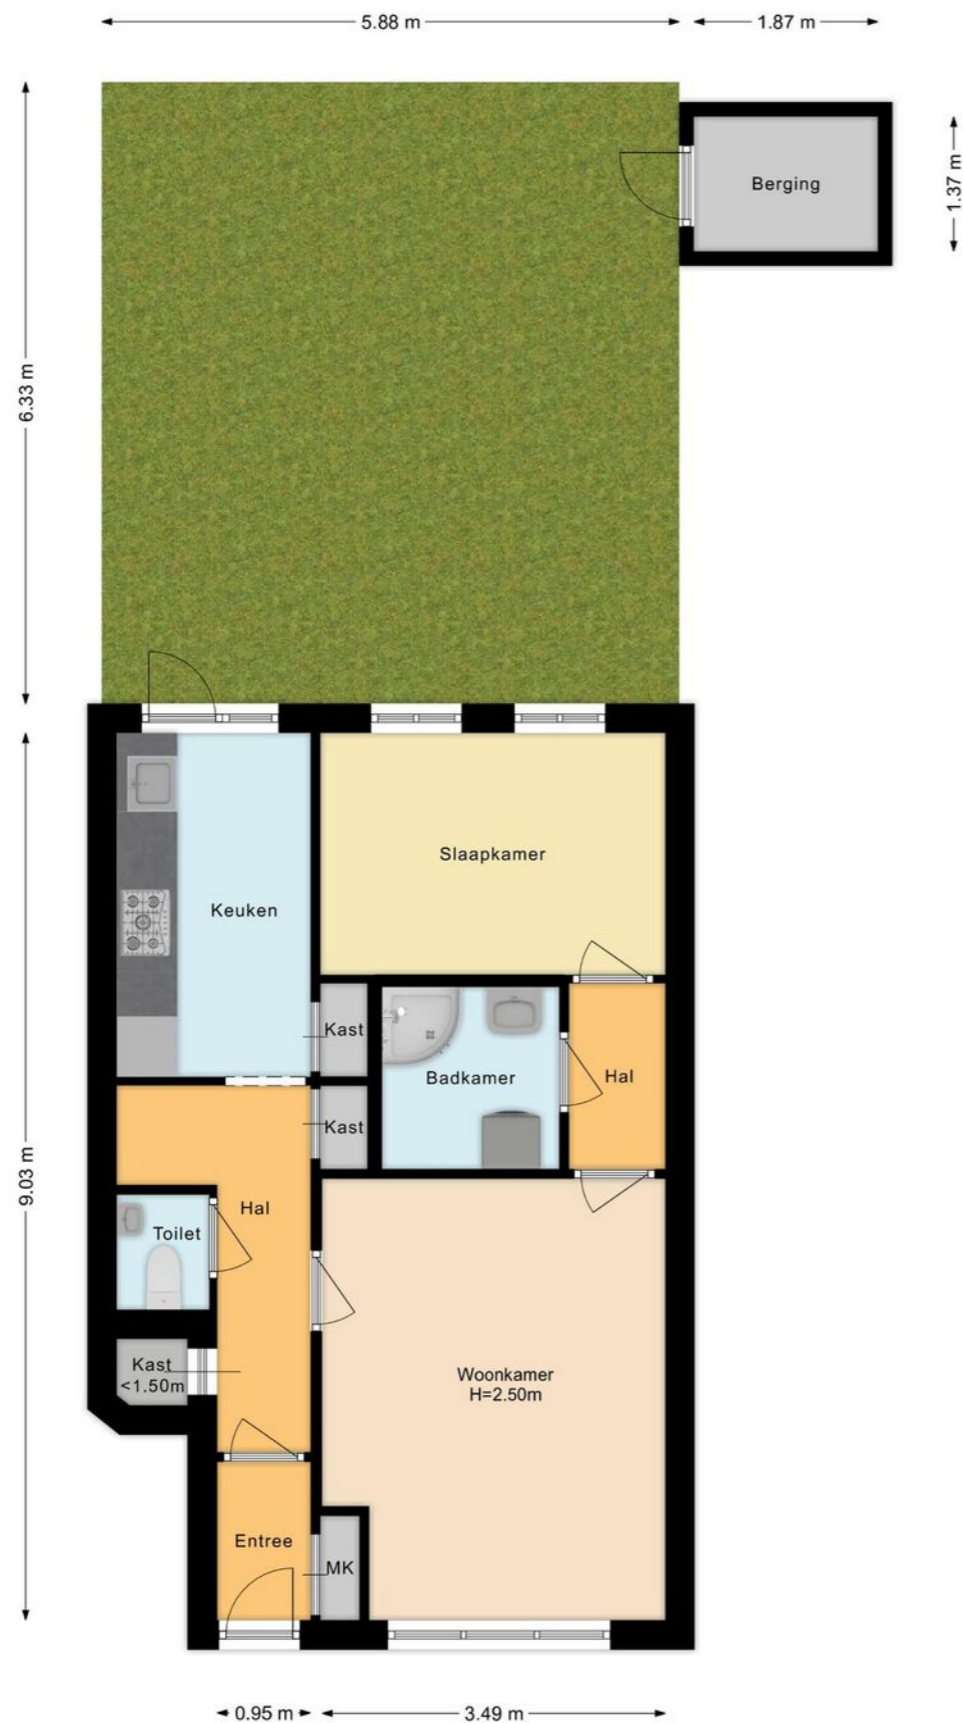 5.88 m
1.87 m
1.37 m
Berging
6.33 m
Slaapkamer
Keuken
Kast
Badkamer
Hal
Kast
9.03 m
Hal
Toilet
Kast
<1.50m
Woonkamer
H=2.50m
Entree
MK
0.95 m
3.49 m